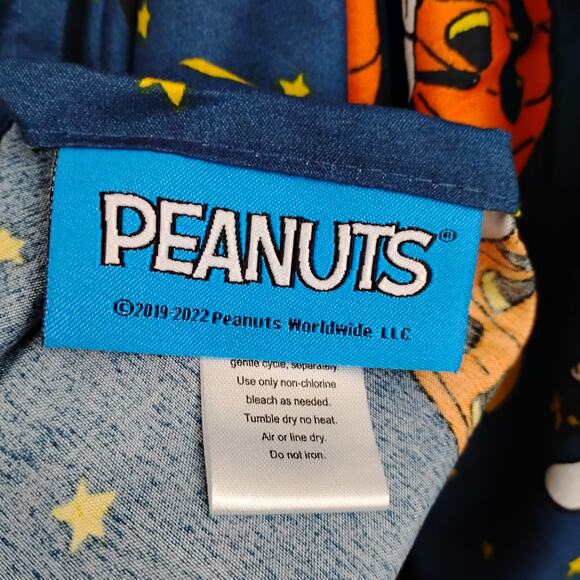 PEANUTS®
©2019-2022 Peanuts Worldwide LLC
gentle cycle, separately.
Use only non-chlorine
bleach as needed.
Tumble dry no heat.
Air or line dry.
Do not iron.